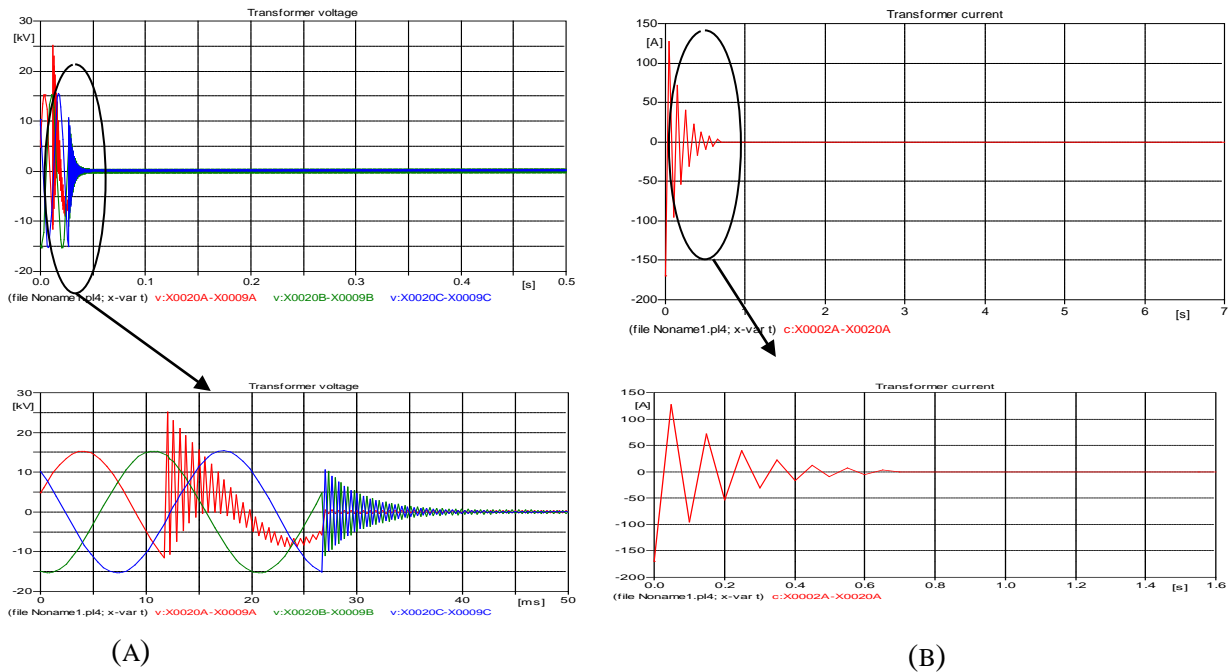 Transformer voltage
30
[kV]
20
10
0
-10
-20
0.0 0.1 0.2 0.3 0.4 [s] 0.5
(file Noname1.pl4; x-var t) v:X0020A-X0009A v:X0020B-X0009B v:X0020C-X0009C
Transformer voltage
30
[kV]
20
10
0
-10
-20
0 10 20 30 40 [ms] 50
(file Noname1.pl4; x-var t) v:X0020A-X0009A v:X0020B-X0009B v:X0020C-X0009C
(A)
Transformer current
150
[A]
100
50
0
-50
-100
-150
-200
0 1 2 3 4 5 6 [s] 7
(file Noname1.pl4; x-var t) c:X0002A-X0020A
Transformer current
150
[A]
100
50
0
-50
-100
-150
-200
0.0 0.2 0.4 0.6 0.8 1.0 1.2 1.4 [s] 1.6
(file Noname1.pl4; x-var t) c:X0002A-X0020A
(B)